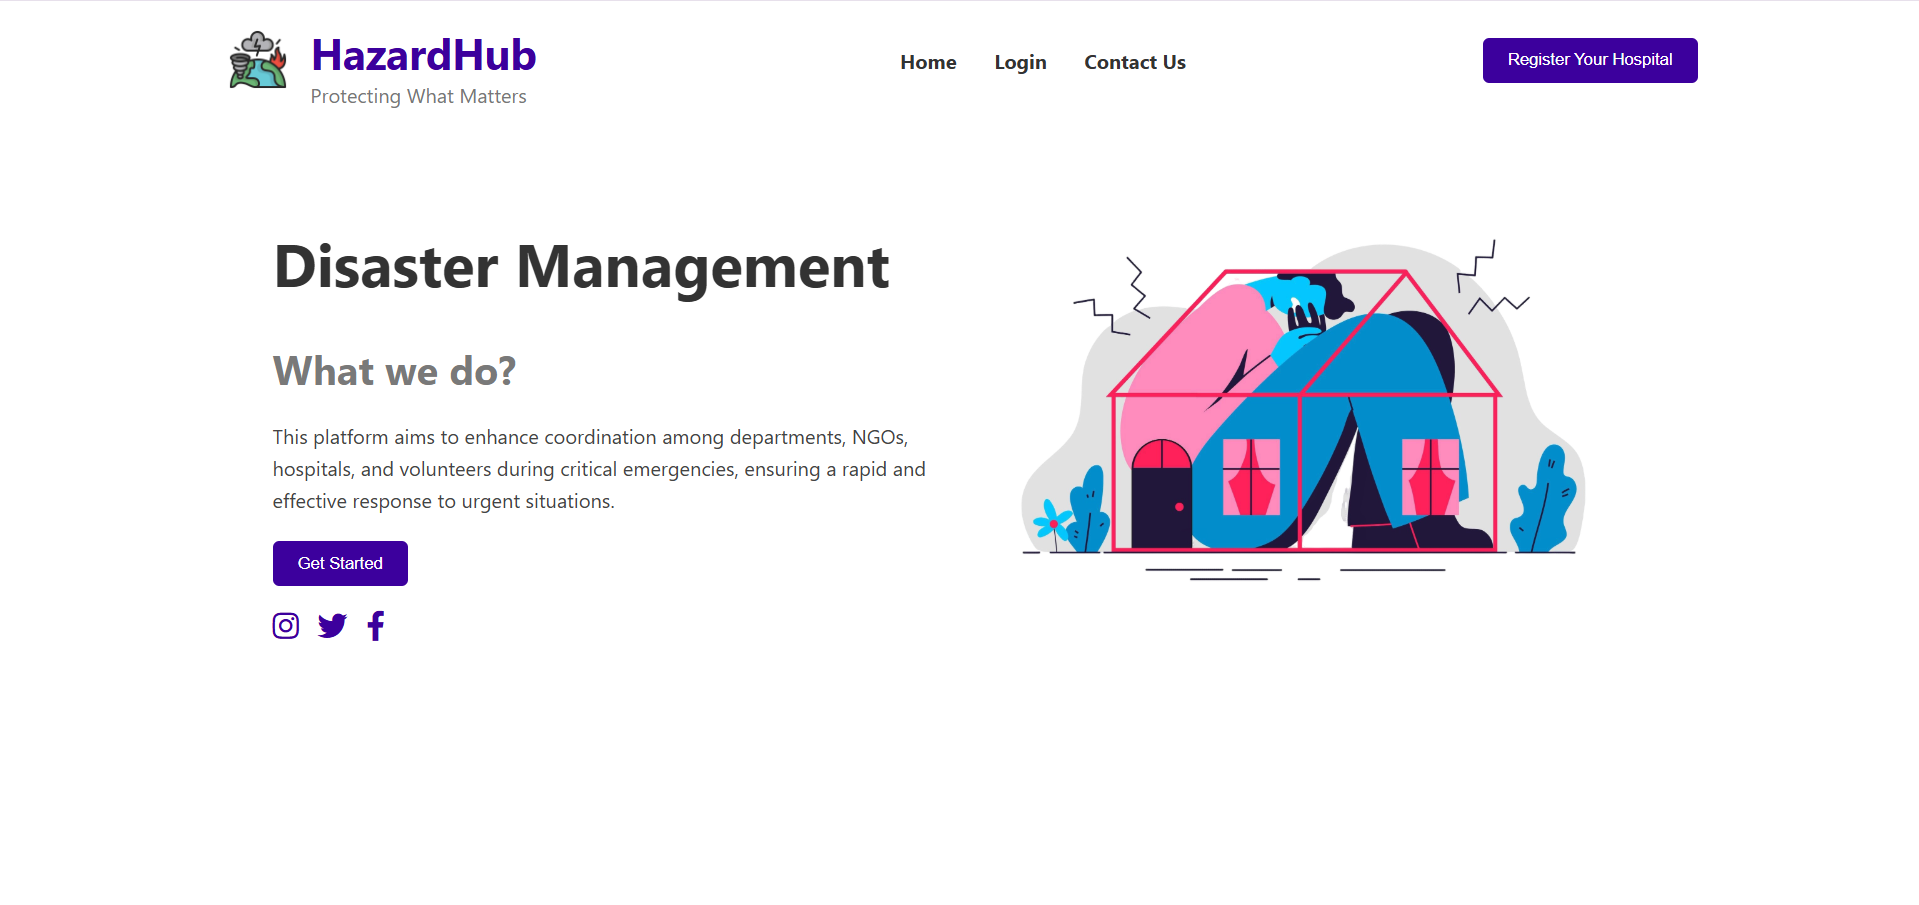 HazardHub
Protecting What Matters
Home
Login
Contact Us
Register Your Hospital
Disaster Management
What we do?
This platform aims to enhance coordination among departments, NGOs,
hospitals, and volunteers during critical emergencies, ensuring a rapid and
effective response to urgent situations.
Get Started